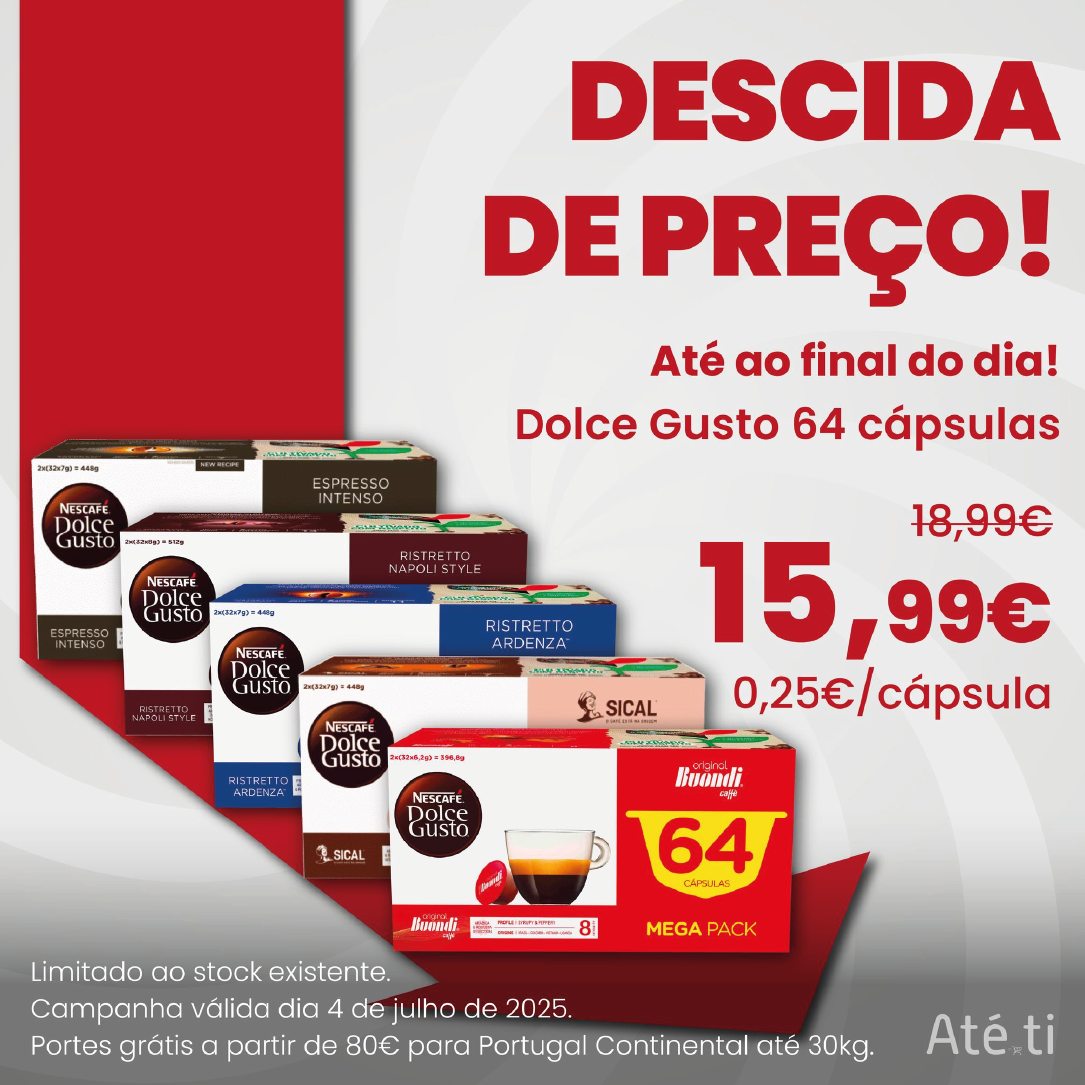 DESCIDA
DE PREÇO!
Até ao final do dia!
Dolce Gusto 64 cápsulas
18,99€
15,99€
0,25€/cápsula
2x(32x7g) = 448g
NEW RECIPE
ESPRESSO
INTENSO
NESCAFÉ
Dolce
Gusto
ESPRESSO
INTENSO
2x(32x8g) = 512g
RISTRETTO
NAPOLI STYLE
NESCAFÉ
Dolce
Gusto
RISTRETTO
NAPOLI STYLE
2x(32x7g) = 448g
RISTRETTO
ARDENZA™
NESCAFÉ
Dolce
Gusto
RISTRETTO
ARDENZA™
2x(32x7g) = 448g
SICAL
O CAFÉ ESTÁ NA ORIGEM
NESCAFÉ
Dolce
Gusto
SICAL
2x(32x6,2g) = 396,8g
original
Buondi
caffè
NESCAFÉ
Dolce
Gusto
64
CÁPSULAS
MEGA PACK
Buondi
original
Buondi
caffè
8
Limitado ao stock existente.
Campanha válida dia 4 de julho de 2025.
Portes grátis a partir de 80€ para Portugal Continental até 30kg.
Até.ti